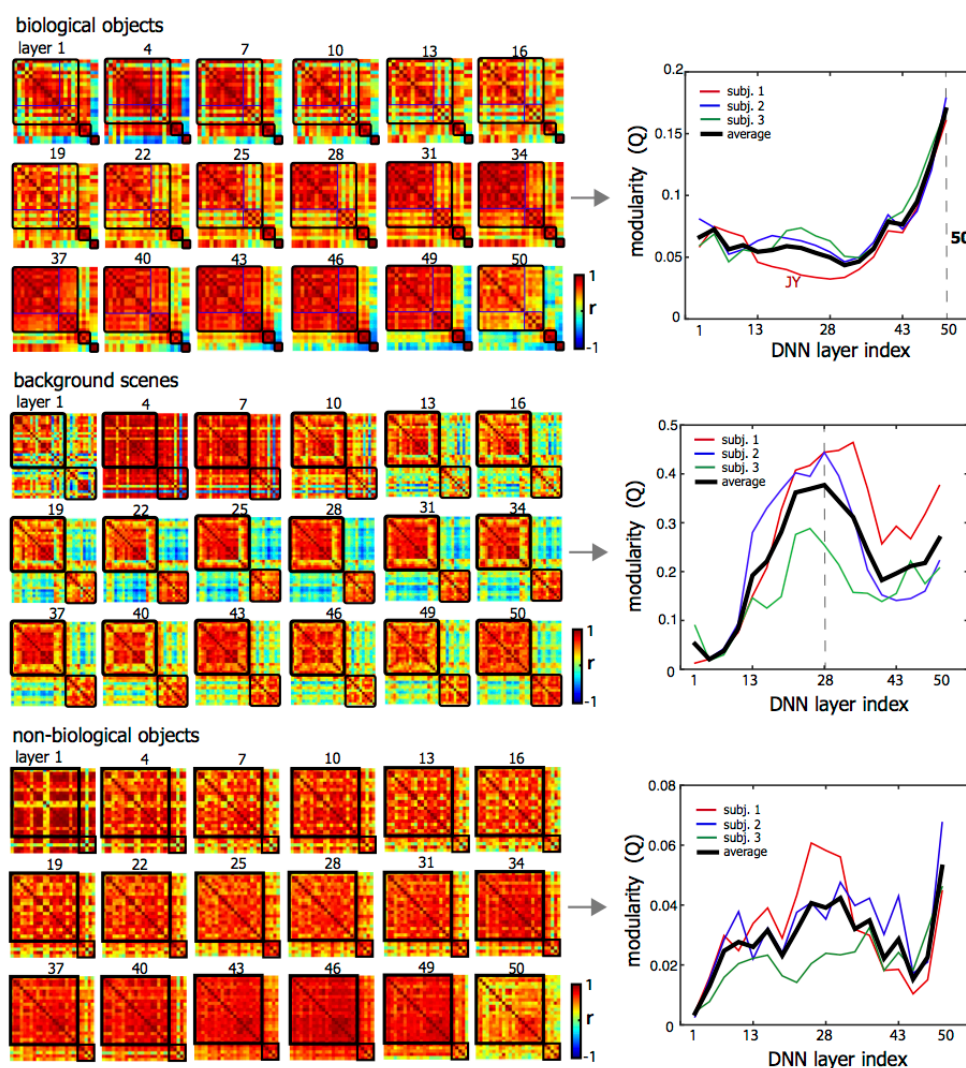 biological objects
layer 1 4 7 10 13 16
19 22 25 28 31 34
37 40 43 46 49 50
1
r
-1
0.2
0.15
0.1
0.05
0
modularity (Q)
subj. 1
subj. 2
subj. 3
average
JY
50
1 13 28 43 50
DNN layer index
background scenes
layer 1 4 7 10 13 16
19 22 25 28 31 34
37 40 43 46 49 50
1
r
-1
0.5
0.4
0.3
0.2
0.1
0
modularity (Q)
subj. 1
subj. 2
subj. 3
average
1 13 28 43 50
DNN layer index
non-biological objects
layer 1 4 7 10 13 16
19 22 25 28 31 34
37 40 43 46 49 50
1
r
-1
0.08
0.06
0.04
0.02
0
modularity (Q)
subj. 1
subj. 2
subj. 3
average
1 13 28 43 50
DNN layer index